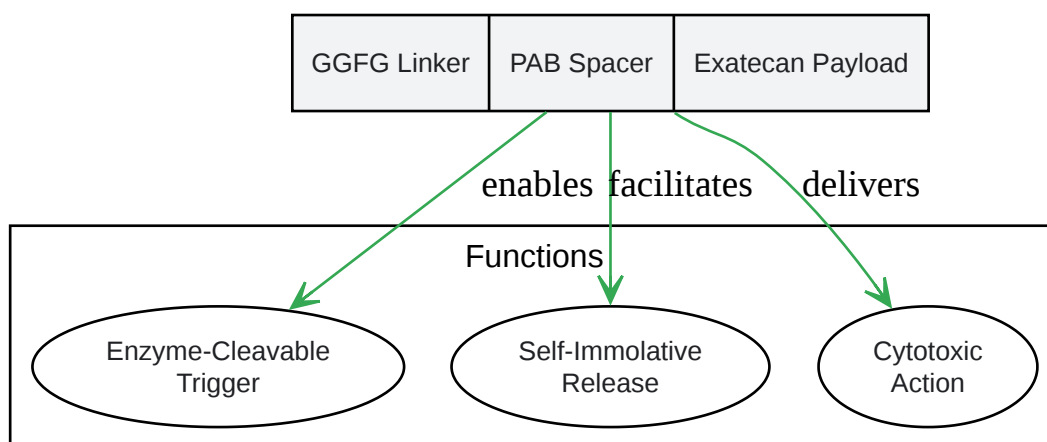 GGFG Linker PAB Spacer Exatecan Payload
enables facilitates delivers
Functions
Enzyme-Cleavable Self-Immolative Cytotoxic
Trigger Release Action